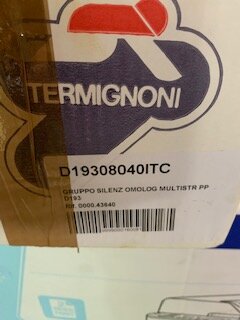 TERMIGNONI
D19308040ITC
GRUPPO SILENZ OMOLOG MULTISTR PP
D193
Rif. 0000.43640